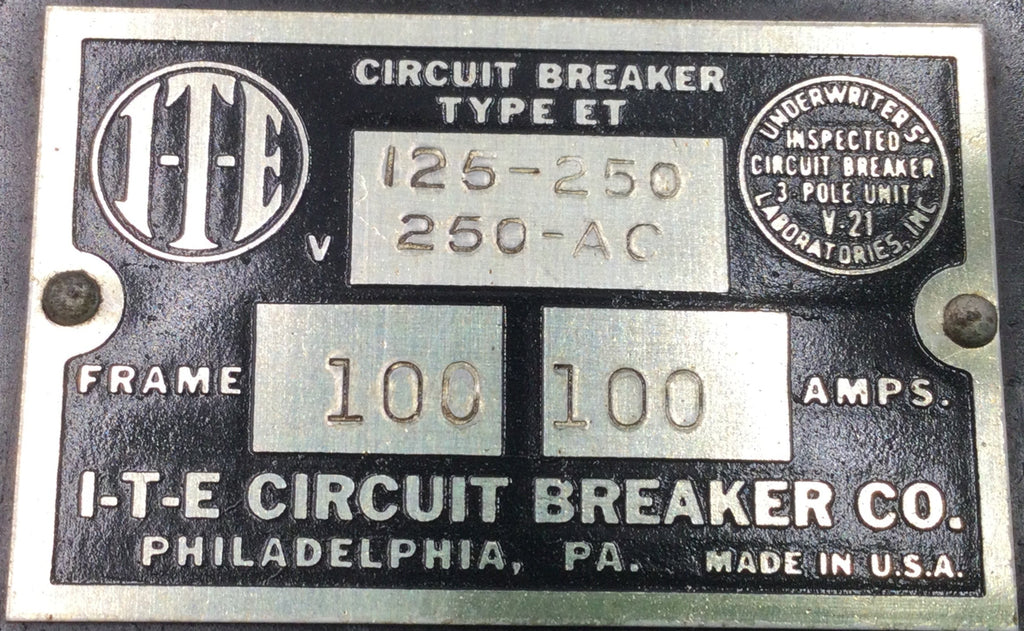 I-T-E
CIRCUIT BREAKER
TYPE ET
V
125-250
250-AC
UNDERWRITERS'
INSPECTED
CIRCUIT BREAKER
3 POLE UNIT
V-21
LABORATORIES, INC.
FRAME 100 100 AMPS.
I-T-E CIRCUIT BREAKER CO.
PHILADELPHIA, PA. MADE IN U.S.A.